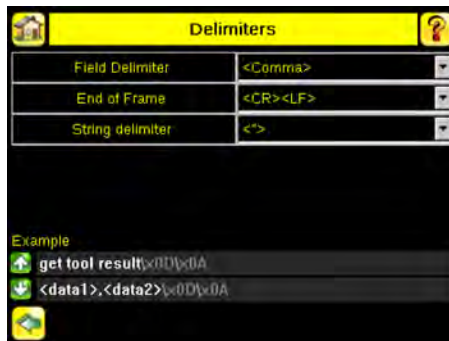 Delimiters
Field Delimiter <Comma>
End of Frame <CR><LF>
String delimiter <">
Example
get tool result\x0D\x0A
<data1>,<data2>\x0D\x0A